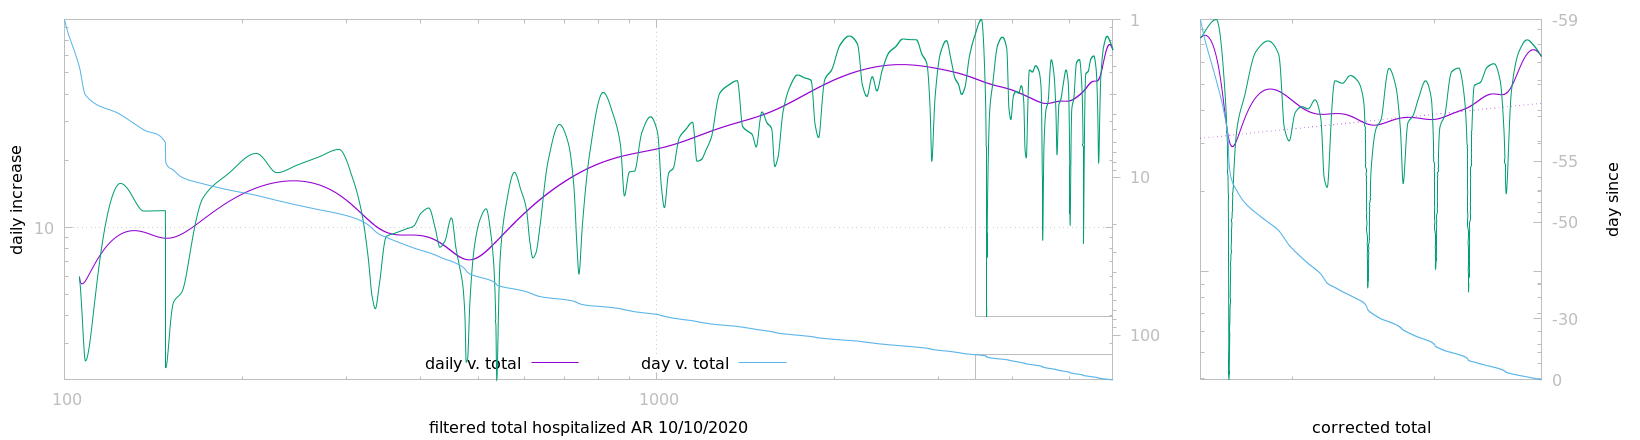 daily increase
10
daily v. total
day v. total
100
1000
filtered total hospitalized AR 10/10/2020
1
10
100
-59
-55
-50
-30
0
day since
corrected total